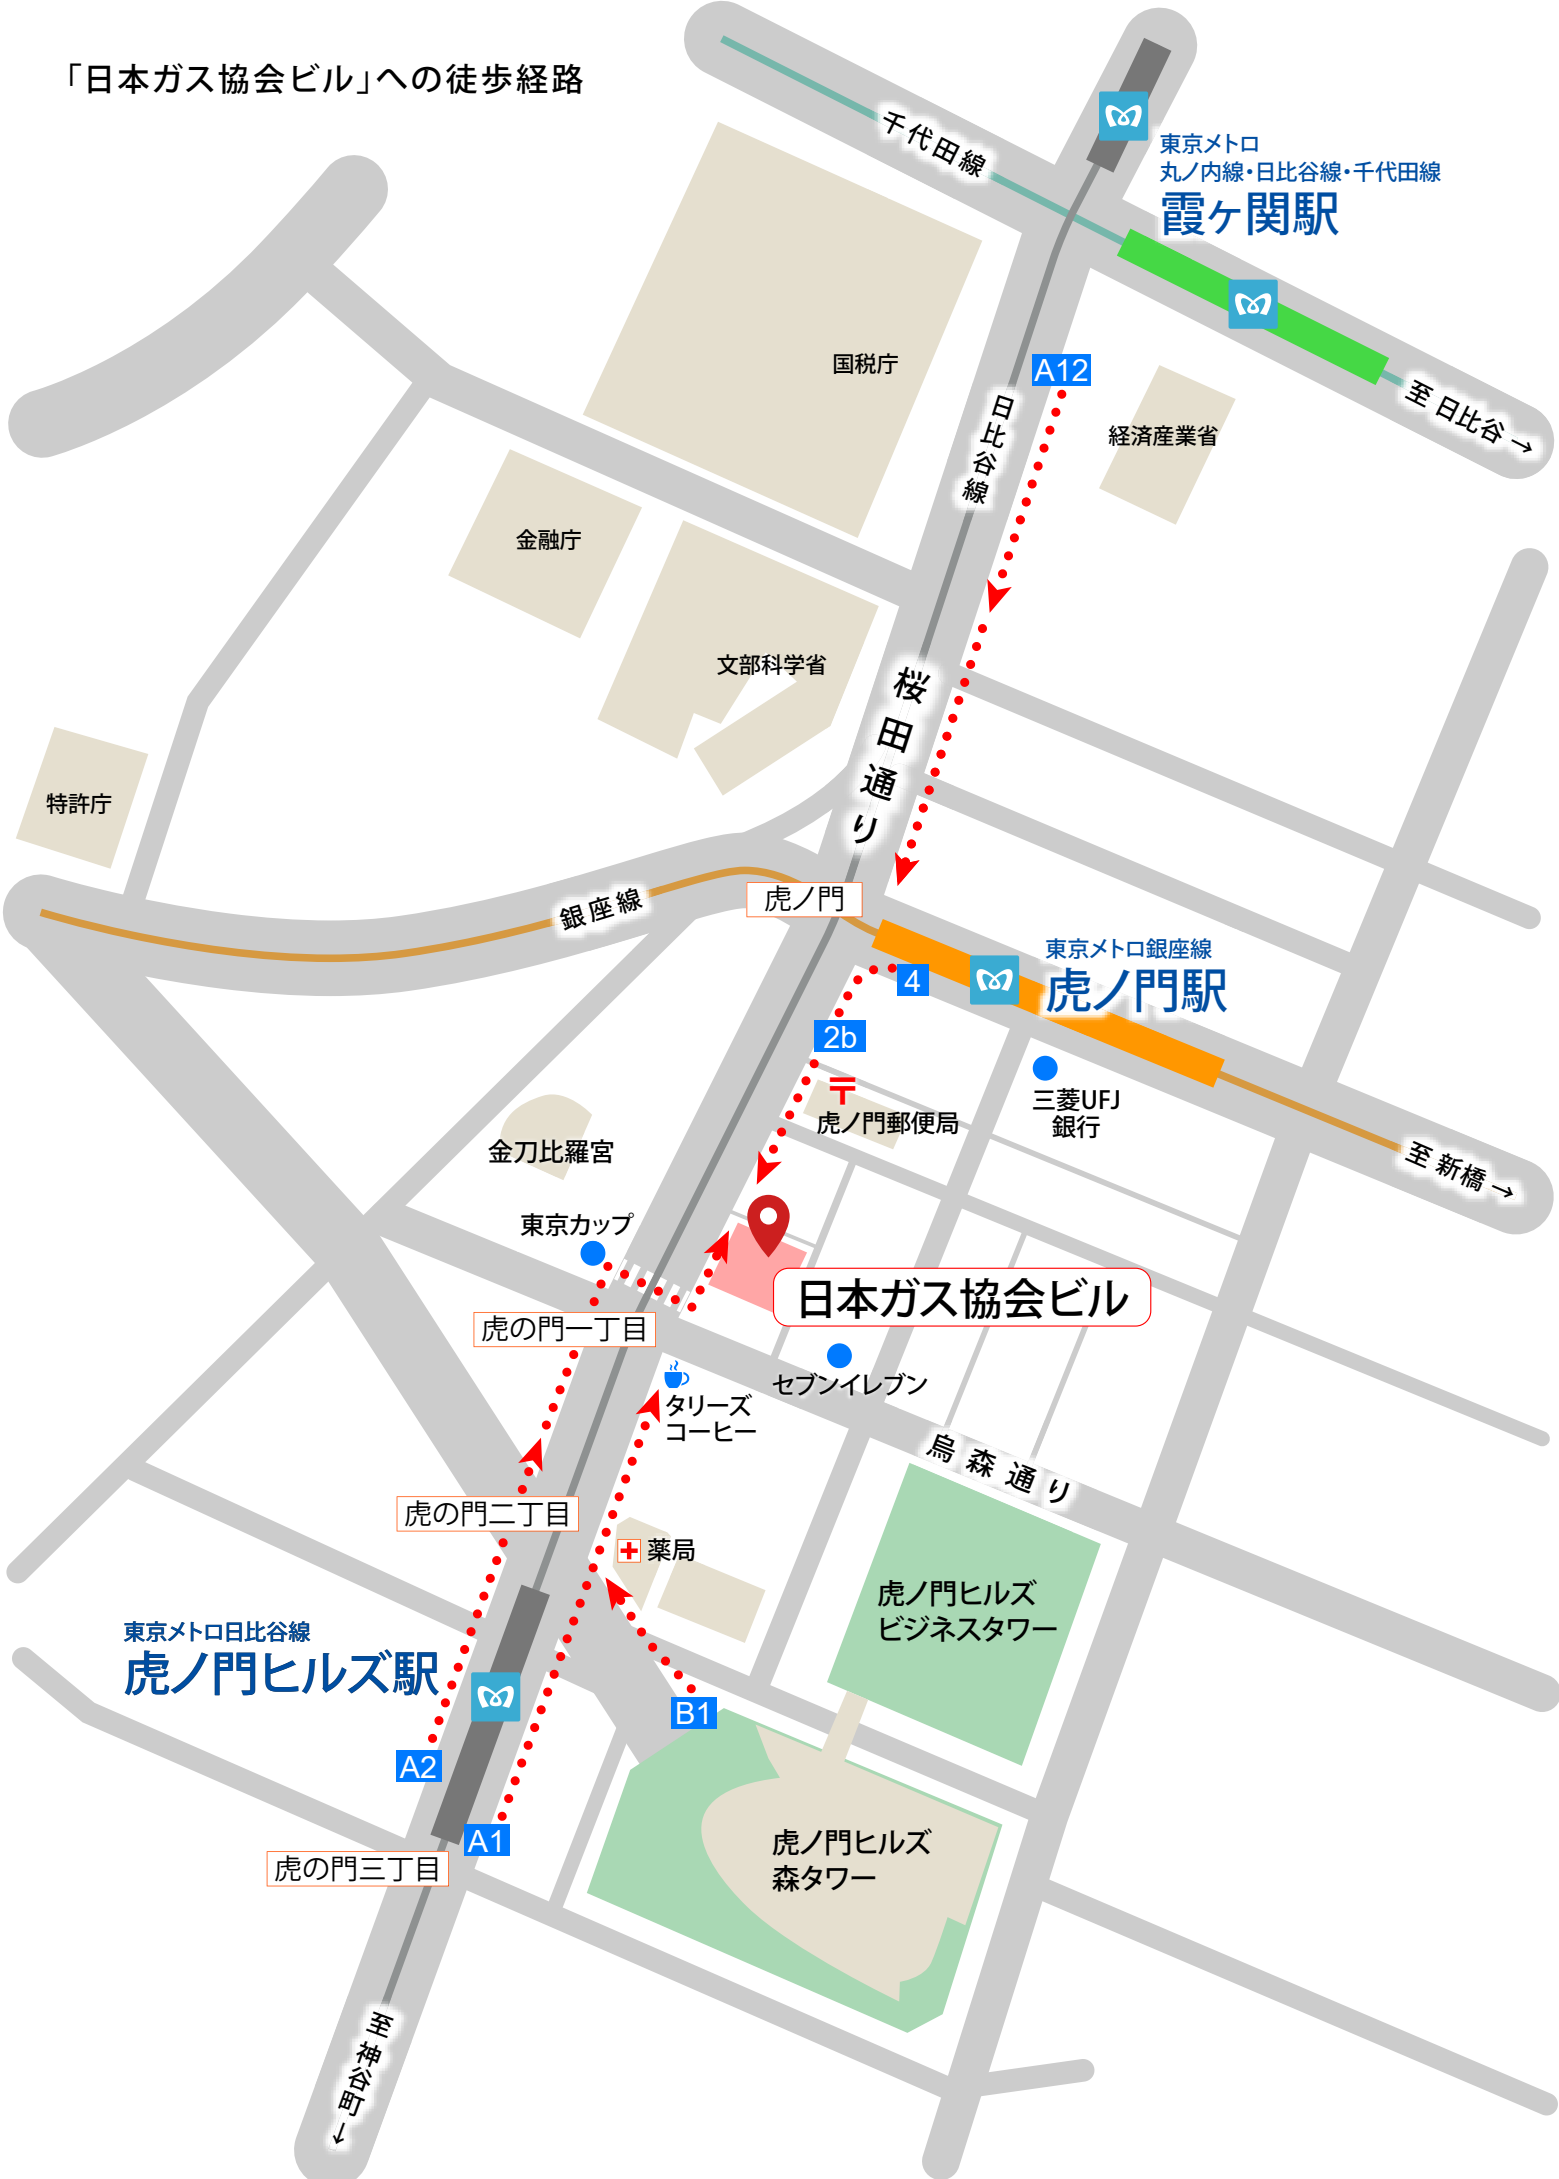 「日本ガス協会ビル」への徒歩経路
千代田線
東京メトロ
丸ノ内線・日比谷線・千代田線
霞ヶ関駅
国税庁
A12
日比谷線
至 日比谷 →
経済産業省
金融庁
文部科学省
桜田通り
特許庁
銀座線
虎ノ門
東京メトロ銀座線
虎ノ門駅
4
2b
三菱UFJ
銀行
虎ノ門郵便局
至 新橋 →
金刀比羅宮
東京カップ
日本ガス協会ビル
虎の門一丁目
セブンイレブン
タリーズ
コーヒー
烏森通り
虎の門二丁目
薬局
虎ノ門ヒルズ
ビジネスタワー
東京メトロ日比谷線
虎ノ門ヒルズ駅
B1
A2
A1
虎ノ門ヒルズ
森タワー
虎の門三丁目
至 神谷町 ←